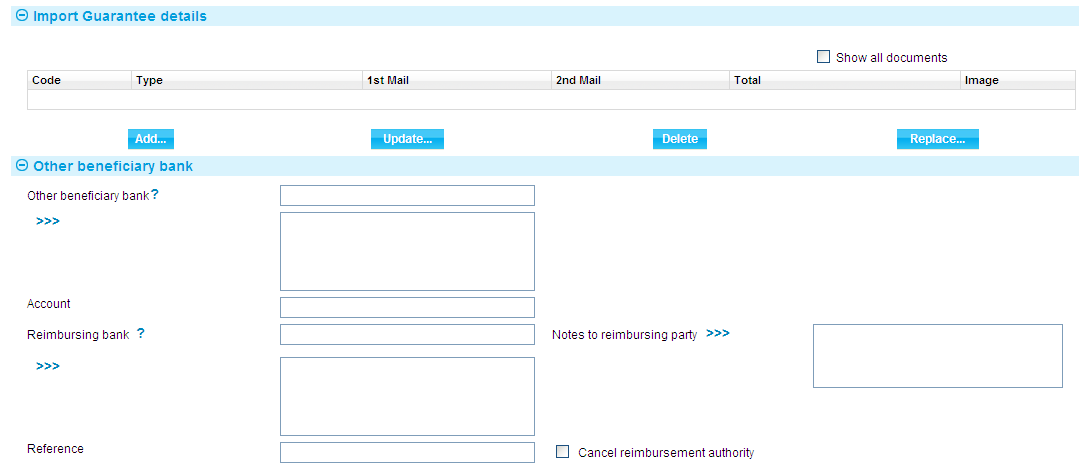 Import Guarantee details
Show all documents
Code Type 1st Mail 2nd Mail Total Image
Add... Update... Delete Replace...
Other beneficiary bank
Other beneficiary bank ?
>>>
Account
Reimbursing bank ? Notes to reimbursing party >>>
>>>
Reference Cancel reimbursement authority